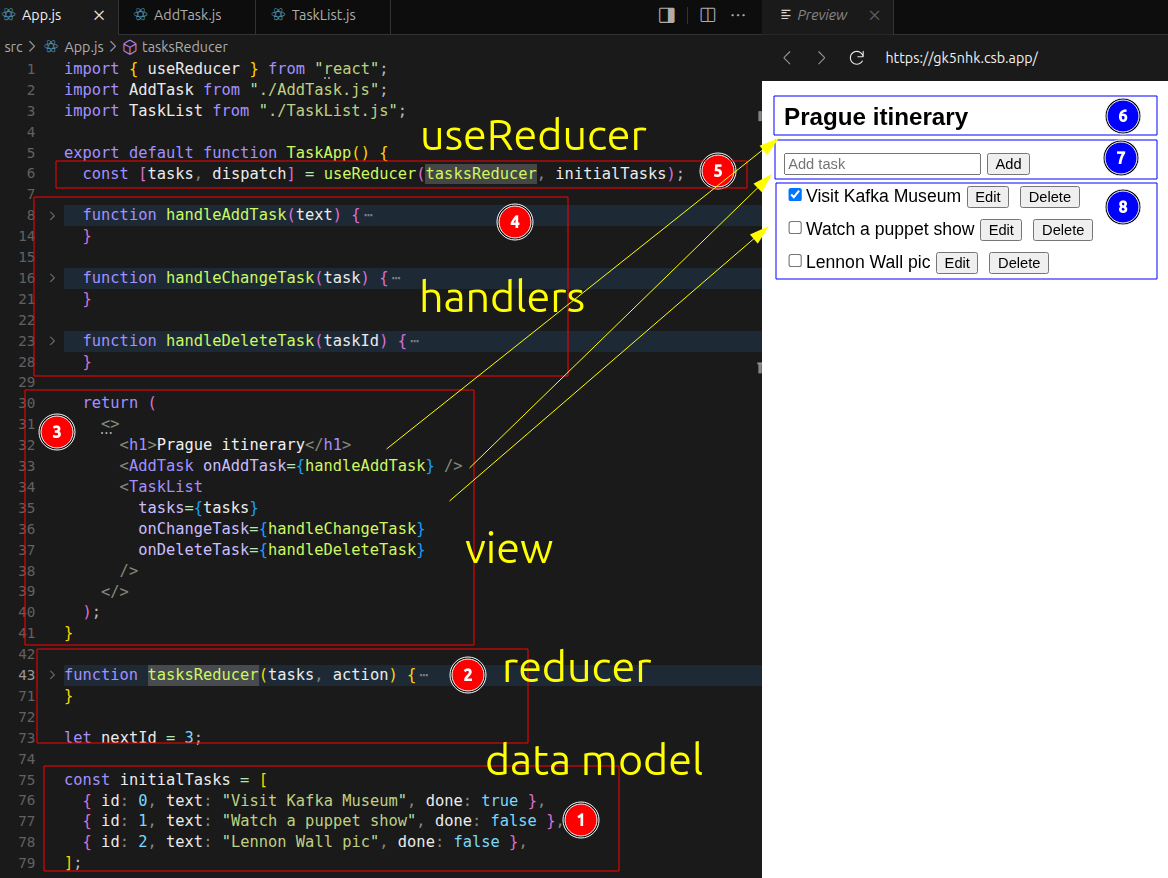 App.js
AddTask.js
TaskList.js
Preview
src > App.js > tasksReducer
https://gk5nhk.csb.app/
1 import { useReducer } from "react";
2 import AddTask from "./AddTask.js";
3 import TaskList from "./TaskList.js";
4
useReducer
5 export default function TaskApp() {
6 const [tasks, dispatch] = useReducer(tasksReducer, initialTasks);
5
7
8 function handleAddTask(text) {⋯
4
14 }
15
16 function handleChangeTask(task) {⋯
21 }
handlers
22
23 function handleDeleteTask(taskId) {⋯
28 }
29
30 return (
31 <>
3
32 <h1>Prague itinerary</h1>
33 <AddTask onAddTask={handleAddTask} />
34 <TaskList
35 tasks={tasks}
36 onChangeTask={handleChangeTask}
37 onDeleteTask={handleDeleteTask}
view
38 />
39 </>
40 );
41 }
42
reducer
43 function tasksReducer(tasks, action) {⋯
2
71 }
72
73 let nextId = 3;
74
data model
75 const initialTasks = [
76 { id: 0, text: "Visit Kafka Museum", done: true },
77 { id: 1, text: "Watch a puppet show", done: false },
1
78 { id: 2, text: "Lennon Wall pic", done: false },
79 ];
Prague itinerary
6
Add task Add
7
Visit Kafka Museum Edit Delete
8
Watch a puppet show Edit Delete
Lennon Wall pic Edit Delete